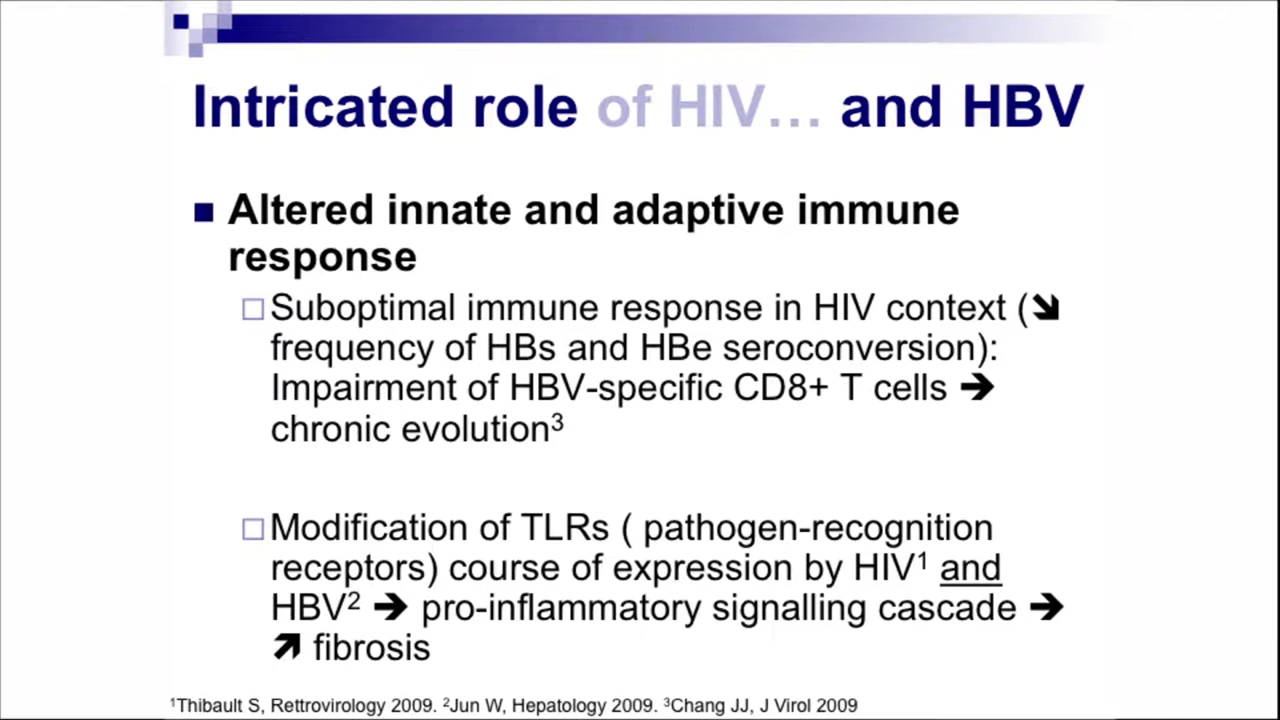 Intricated role of HIV… and HBV
■ Altered innate and adaptive immune
response
□ Suboptimal immune response in HIV context (➘
frequency of HBs and HBe seroconversion):
Impairment of HBV-specific CD8+ T cells ➔
chronic evolution³
□ Modification of TLRs ( pathogen-recognition
receptors) course of expression by HIV¹ and
HBV² ➔ pro-inflammatory signalling cascade ➔
➚ fibrosis
¹Thibault S, Rettrovirology 2009. ²Jun W, Hepatology 2009. ³Chang JJ, J Virol 2009